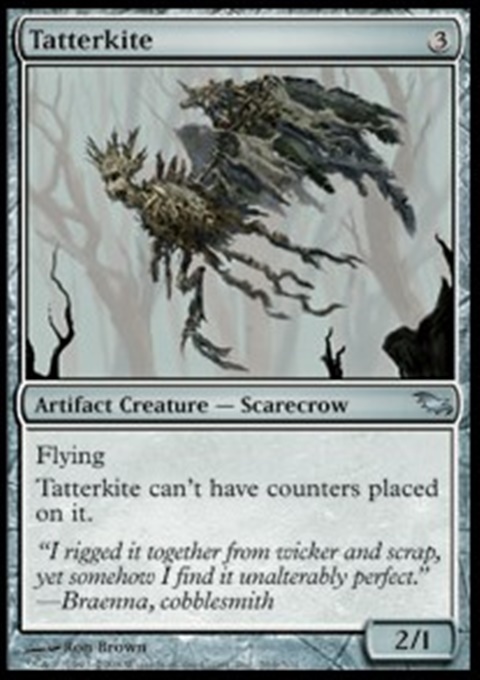 Tatterkite 3
Artifact Creature — Scarecrow
Flying
Tatterkite can't have counters placed
on it.
"I rigged it together from wicker and scrap,
yet somehow I find it unalterably perfect."
—Braenna, cobblesmith
2/1
Ron Brown